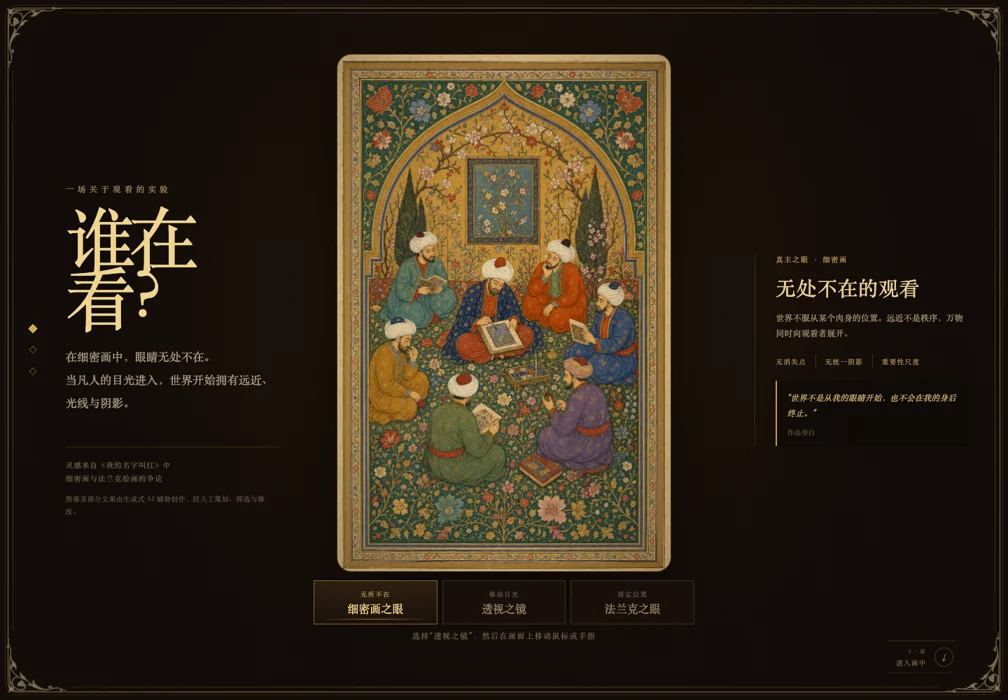 一场关于观看的实验
谁在
看?
在细密画中，眼睛无处不在。
当凡人的目光进入，世界开始拥有远近、
光线与阴影。
灵感来自《我的名字叫红》中
细密画与法兰克绘画的争论
图像及部分文案由生成式 AI 辅助创作，经人工策划、筛选与修
改。
无所不在
细密画之眼
移动目光
透视之镜
固定位置
法兰克之眼
选择“透视之镜”，然后在画面上移动鼠标或手指
真主之眼 · 细密画
无处不在的观看
世界不服从某个肉身的位置。远近不是秩序，万物
同时向观看者展开。
无消失点
无统一阴影
重要性尺度
“世界不是从我的眼睛开始，也不会在我的身后
终止。”
作品旁白
下一幕
进入画中